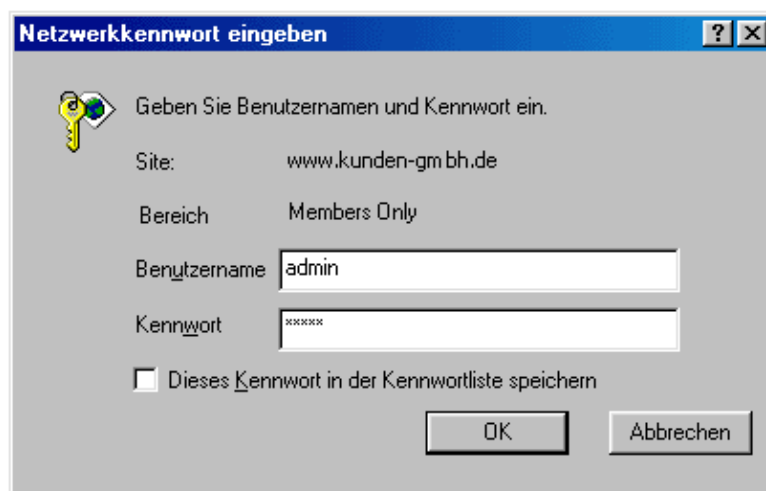 Netzwerkkennwort eingeben
Geben Sie Benutzernamen und Kennwort ein.
Site: www.kunden-gmbh.de
Bereich Members Only
Benutzername admin
Kennwort *****
Dieses Kennwort in der Kennwortliste speichern
OK Abbrechen